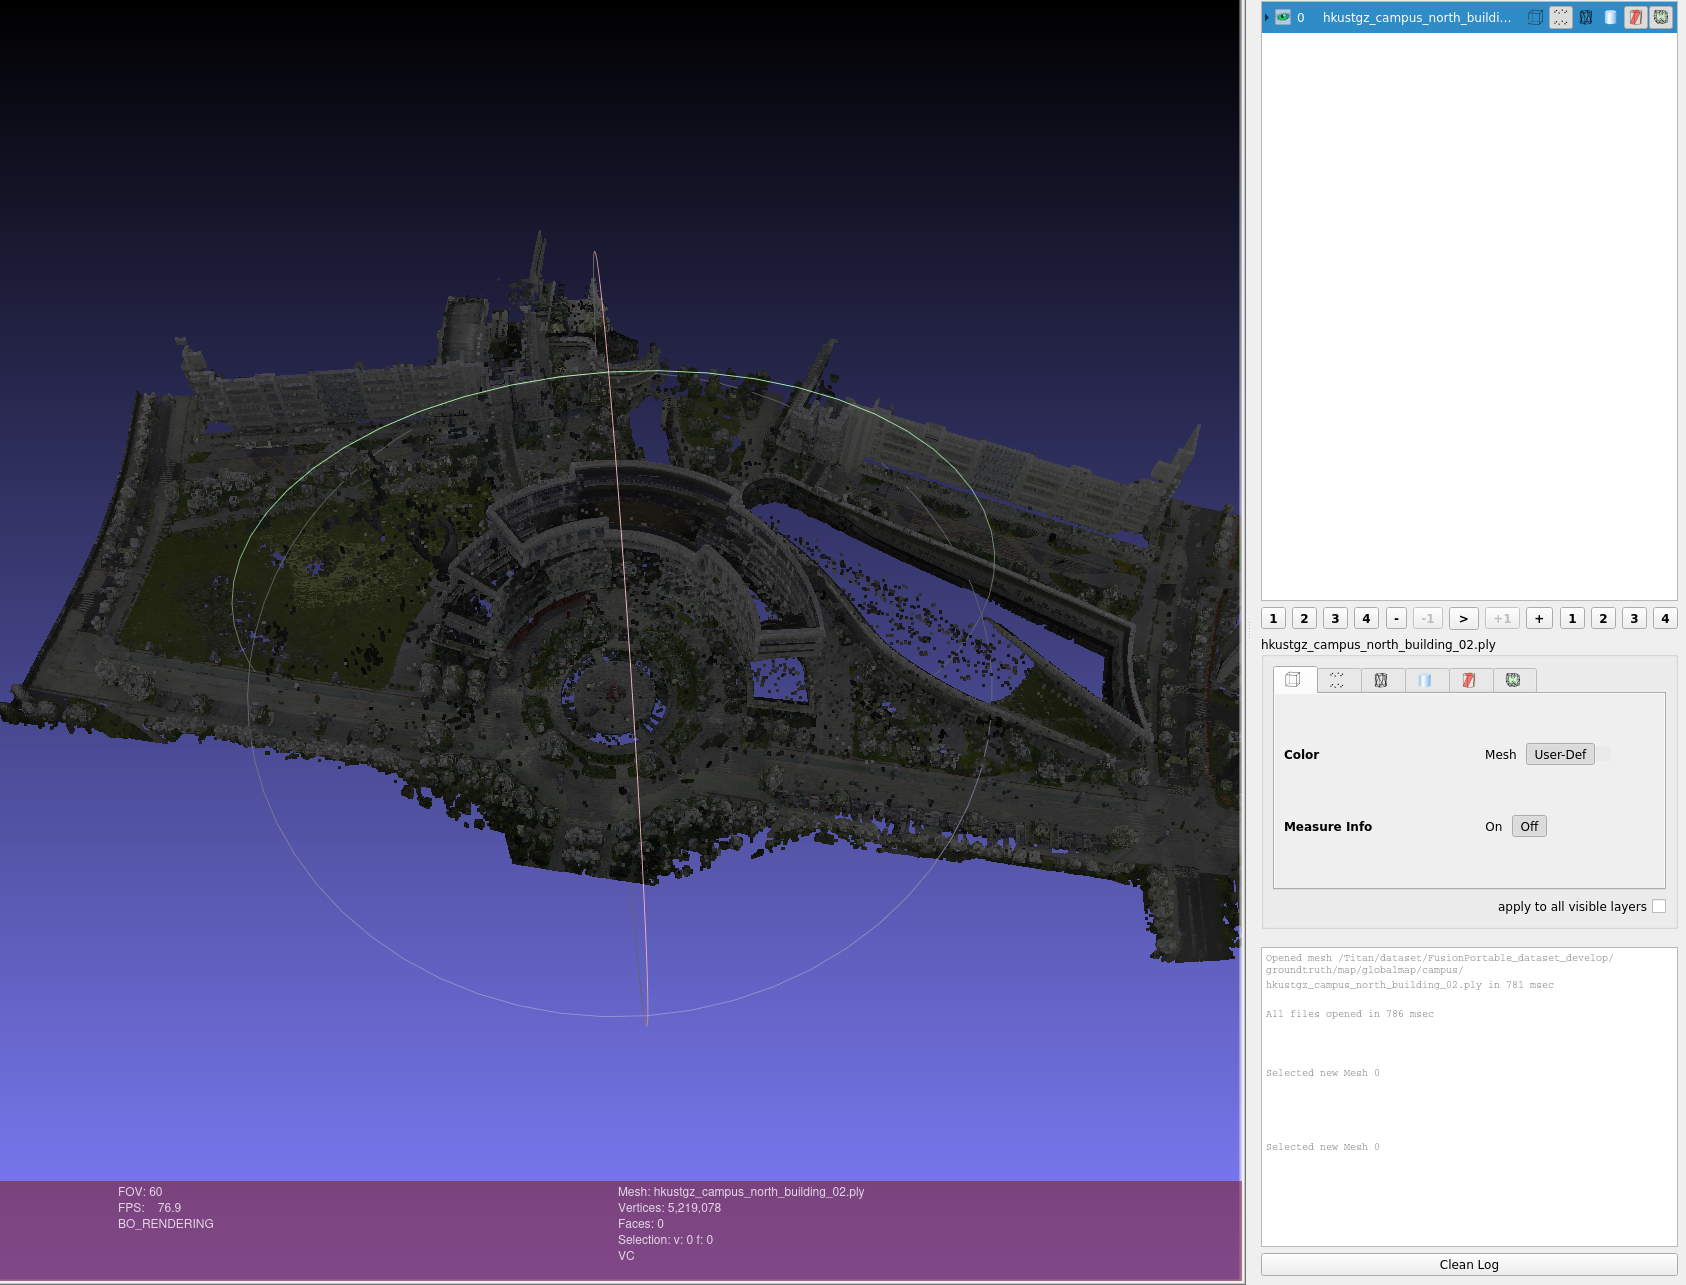 0 hkustgz_campus_north_buildi...
1 2 3 4 - -1 > +1 + 1 2 3 4
hkustgz_campus_north_building_02.ply
Color Mesh User-Def
Measure Info On Off
apply to all visible layers
Opened mesh /Titan/dataset/FusionPortable_dataset_develop/
groundtruth/map/globalmap/campus/
hkustgz_campus_north_building_02.ply in 781 msec
All files opened in 786 msec
Selected new Mesh 0
Selected new Mesh 0
Clean Log
FOV: 60
FPS: 76.9
BO_RENDERING
Mesh: hkustgz_campus_north_building_02.ply
Vertices: 5,219,078
Faces: 0
Selection: v: 0 f: 0
VC